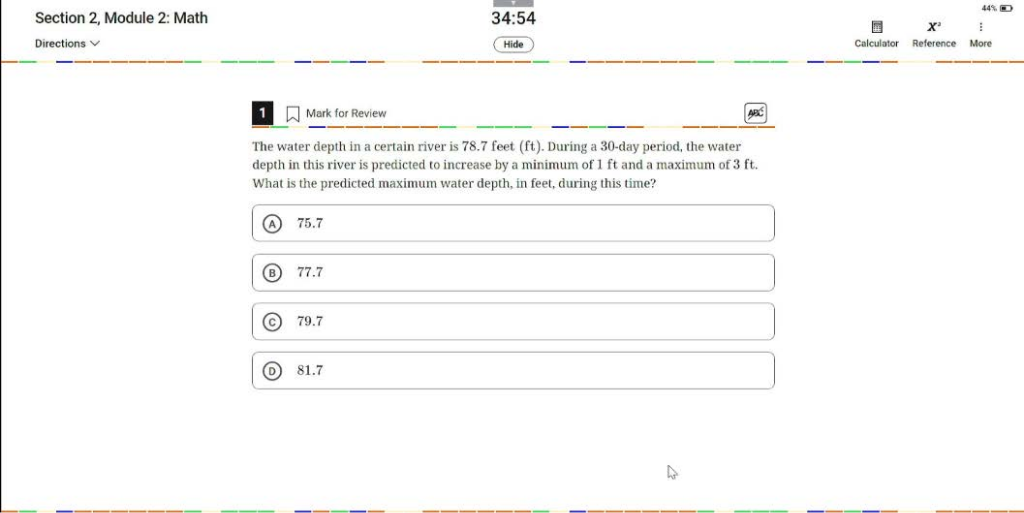 Section 2, Module 2: Math
34:54
44%
Directions
Hide
Calculator
X²
Reference
More
1
Mark for Review
ABC
The water depth in a certain river is 78.7 feet (ft). During a 30-day period, the water
depth in this river is predicted to increase by a minimum of 1 ft and a maximum of 3 ft.
What is the predicted maximum water depth, in feet, during this time?
A 75.7
B 77.7
C 79.7
D 81.7